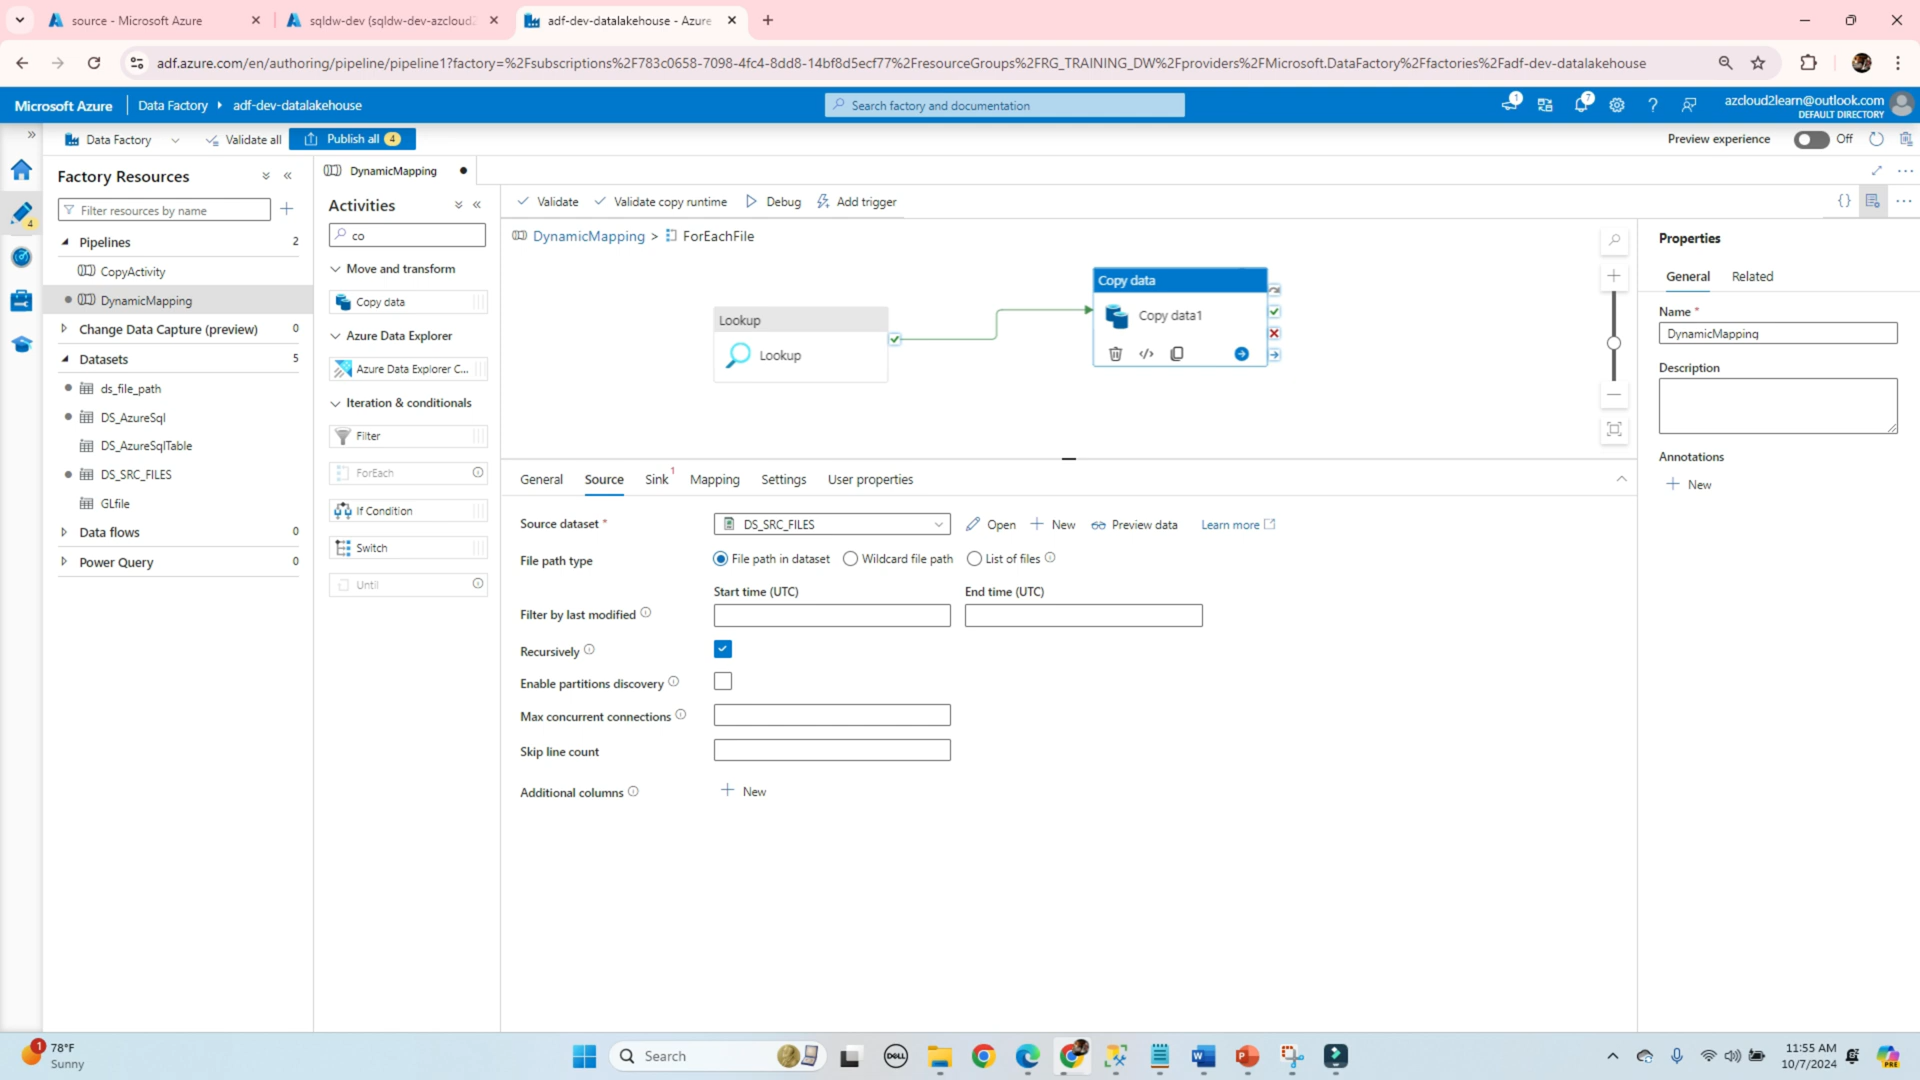 source - Microsoft Azure
sqldw-dev (sqldw-dev-azcloud2
adf-dev-datalakehouse - Azure
adf.azure.com/en/authoring/pipeline/pipeline1?factory=%2Fsubscriptions%2F783c0658-7098-4fc4-8dd8-14bf8d5ecf77%2FresourceGroups%2FRG_TRAINING_DW%2Fproviders%2FMicrosoft.DataFactory%2Ffactories%2Fadf-dev-datalakehouse
Microsoft Azure
Data Factory
adf-dev-datalakehouse
Search factory and documentation
1
7
azcloud2learn@outlook.com
DEFAULT DIRECTORY
Data Factory
Validate all
Publish all 4
Preview experience
Off
4
Factory Resources
Filter resources by name
Pipelines 2
CopyActivity
DynamicMapping
Change Data Capture (preview) 0
Datasets 5
ds_file_path
DS_AzureSql
DS_AzureSqlTable
DS_SRC_FILES
GLfile
Data flows 0
Power Query 0
DynamicMapping
Activities
co
Move and transform
Copy data
Azure Data Explorer
Azure Data Explorer C...
Iteration & conditionals
Filter
ForEach
If Condition
Switch
Until
Validate
Validate copy runtime
Debug
Add trigger
DynamicMapping > ForEachFile
Lookup
Lookup
Copy data
Copy data1
General
Source
Sink 1
Mapping
Settings
User properties
Source dataset *
DS_SRC_FILES
Open
New
Preview data
Learn more
File path type
File path in dataset
Wildcard file path
List of files
Start time (UTC)
End time (UTC)
Filter by last modified
Recursively
Enable partitions discovery
Max concurrent connections
Skip line count
Additional columns
New
Properties
General
Related
Name *
DynamicMapping
Description
Annotations
New
1
78°F
Sunny
Search
DELL
11:55 AM
10/7/2024
PRE